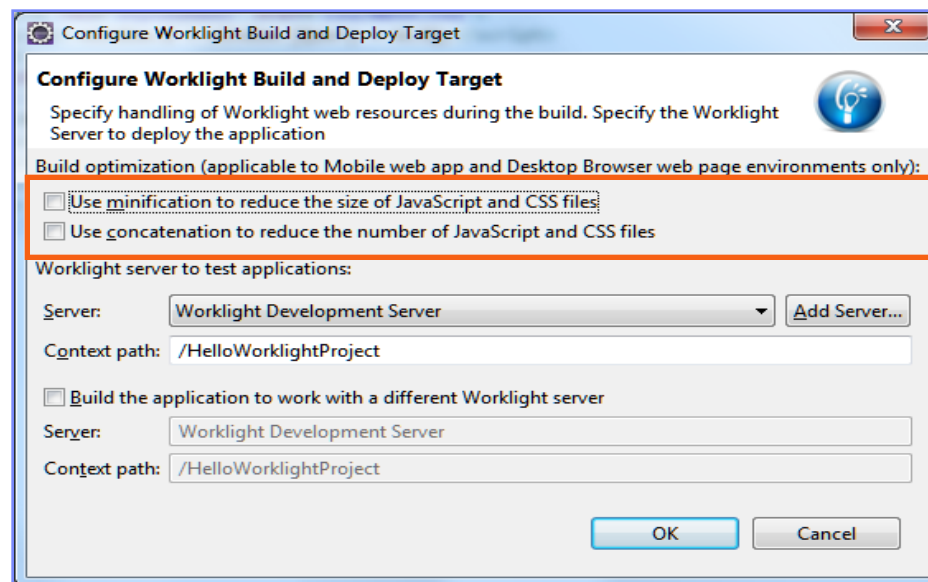 Configure Worklight Build and Deploy Target
Configure Worklight Build and Deploy Target
Specify handling of Worklight web resources during the build. Specify the Worklight
Server to deploy the application
Build optimization (applicable to Mobile web app and Desktop Browser web page environments only):
Use minification to reduce the size of JavaScript and CSS files
Use concatenation to reduce the number of JavaScript and CSS files
Worklight server to test applications:
Server: Worklight Development Server Add Server...
Context path: /HelloWorklightProject
Build the application to work with a different Worklight server
Server: Worklight Development Server
Context path: /HelloWorklightProject
OK Cancel